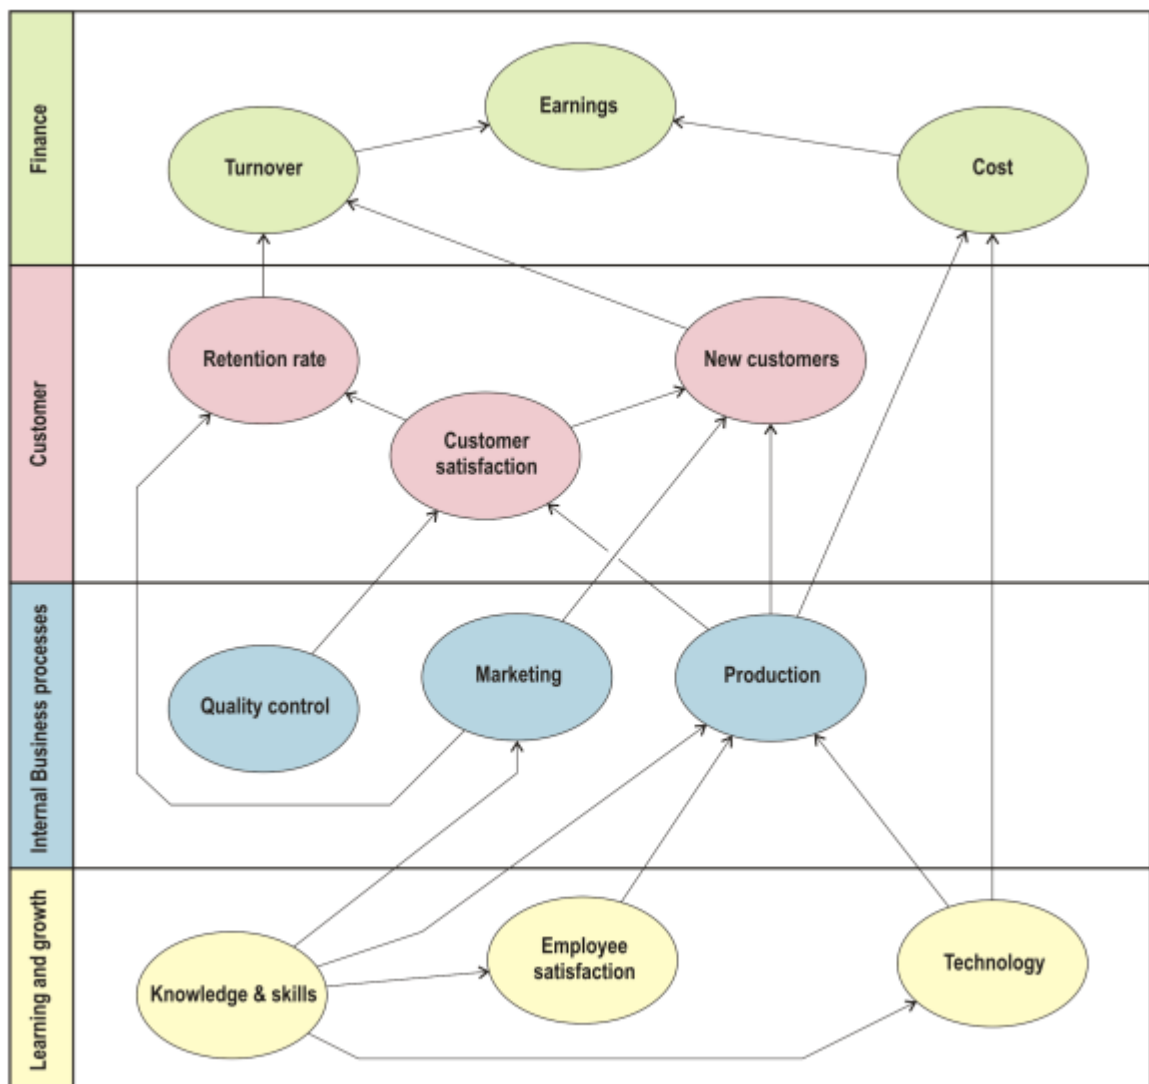 Finance
Earnings
Turnover
Cost
Customer
Retention rate
New customers
Customer
satisfaction
Internal Business processes
Marketing
Production
Quality control
Learning and growth
Employee
satisfaction
Technology
Knowledge & skills